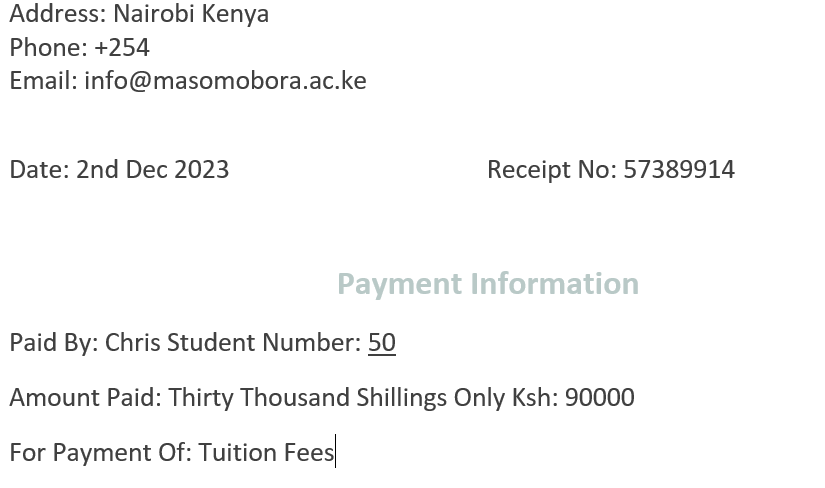 Address: Nairobi Kenya
Phone: +254
Email: info@masomobora.ac.ke
Date: 2nd Dec 2023 Receipt No: 57389914
Payment Information
Paid By: Chris Student Number: 50
Amount Paid: Thirty Thousand Shillings Only Ksh: 90000
For Payment Of: Tuition Fees